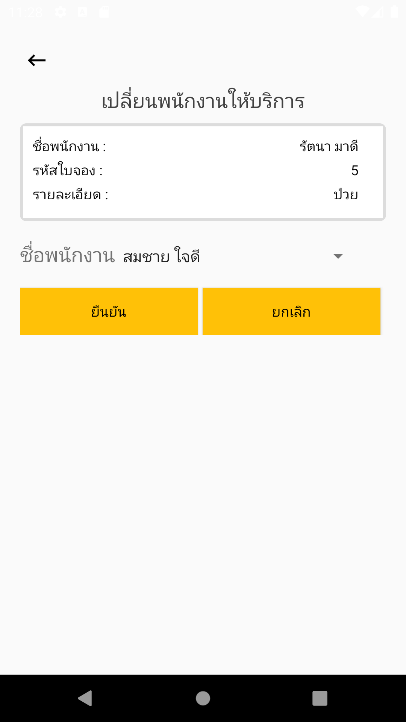 เปลี่ยนพนักงานให้บริการ
ชื่อพนักงาน : รัตนา มาดี
รหัสใบจอง : 5
รายละเอียด : ป่วย
ชื่อพนักงาน สมชาย ใจดี
ยืนยัน ยกเลิก